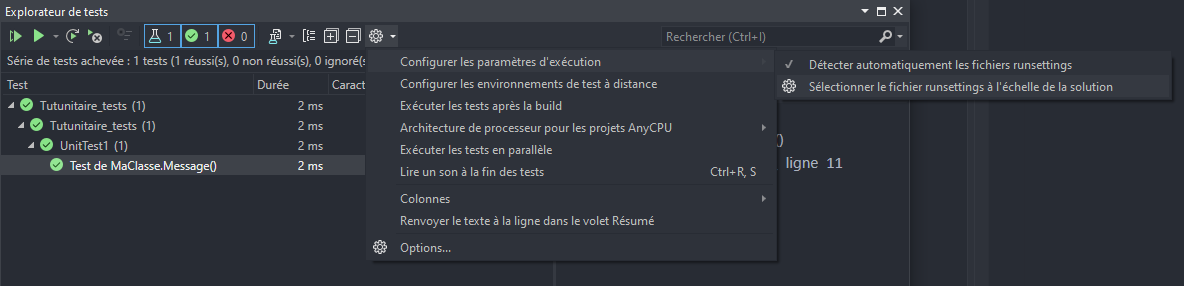 Explorateur de tests
1 1 0
Rechercher (Ctrl+I)
Série de tests achevée : 1 tests (1 réussi(s), 0 non réussi(s), 0 ignoré(s)
Test Durée Caract
Tutunitaire_tests (1) 2 ms
Tutunitaire_tests (1) 2 ms
UnitTest1 (1) 2 ms
Test de MaClasse.Message() 2 ms
Configurer les paramètres d'exécution
Configurer les environnements de test à distance
Exécuter les tests après la build
Architecture de processeur pour les projets AnyCPU
Exécuter les tests en parallèle
Lire un son à la fin des tests Ctrl+R, S
Colonnes
Renvoyer le texte à la ligne dans le volet Résumé
Options...
Détecter automatiquement les fichiers runsettings
Sélectionner le fichier runsettings à l'échelle de la solution
()
ligne 11